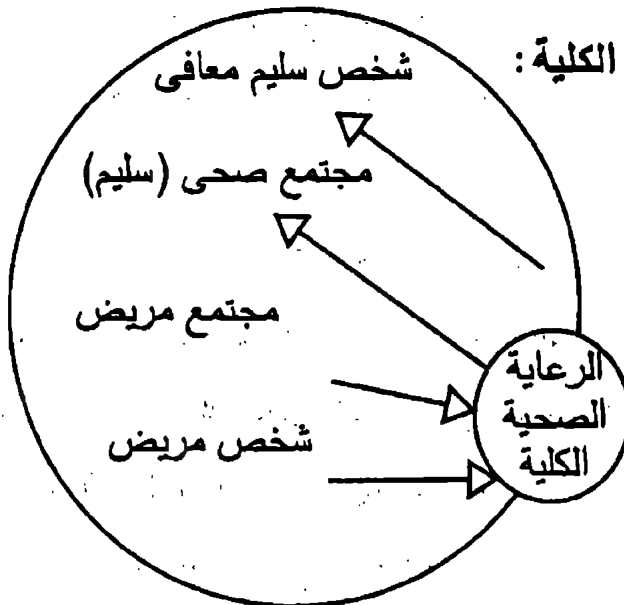 الكلية :
شخص سليم معافى
مجتمع صحى (سليم)
مجتمع مريض
شخص مريض
الرعاية
الصحية
الكلية